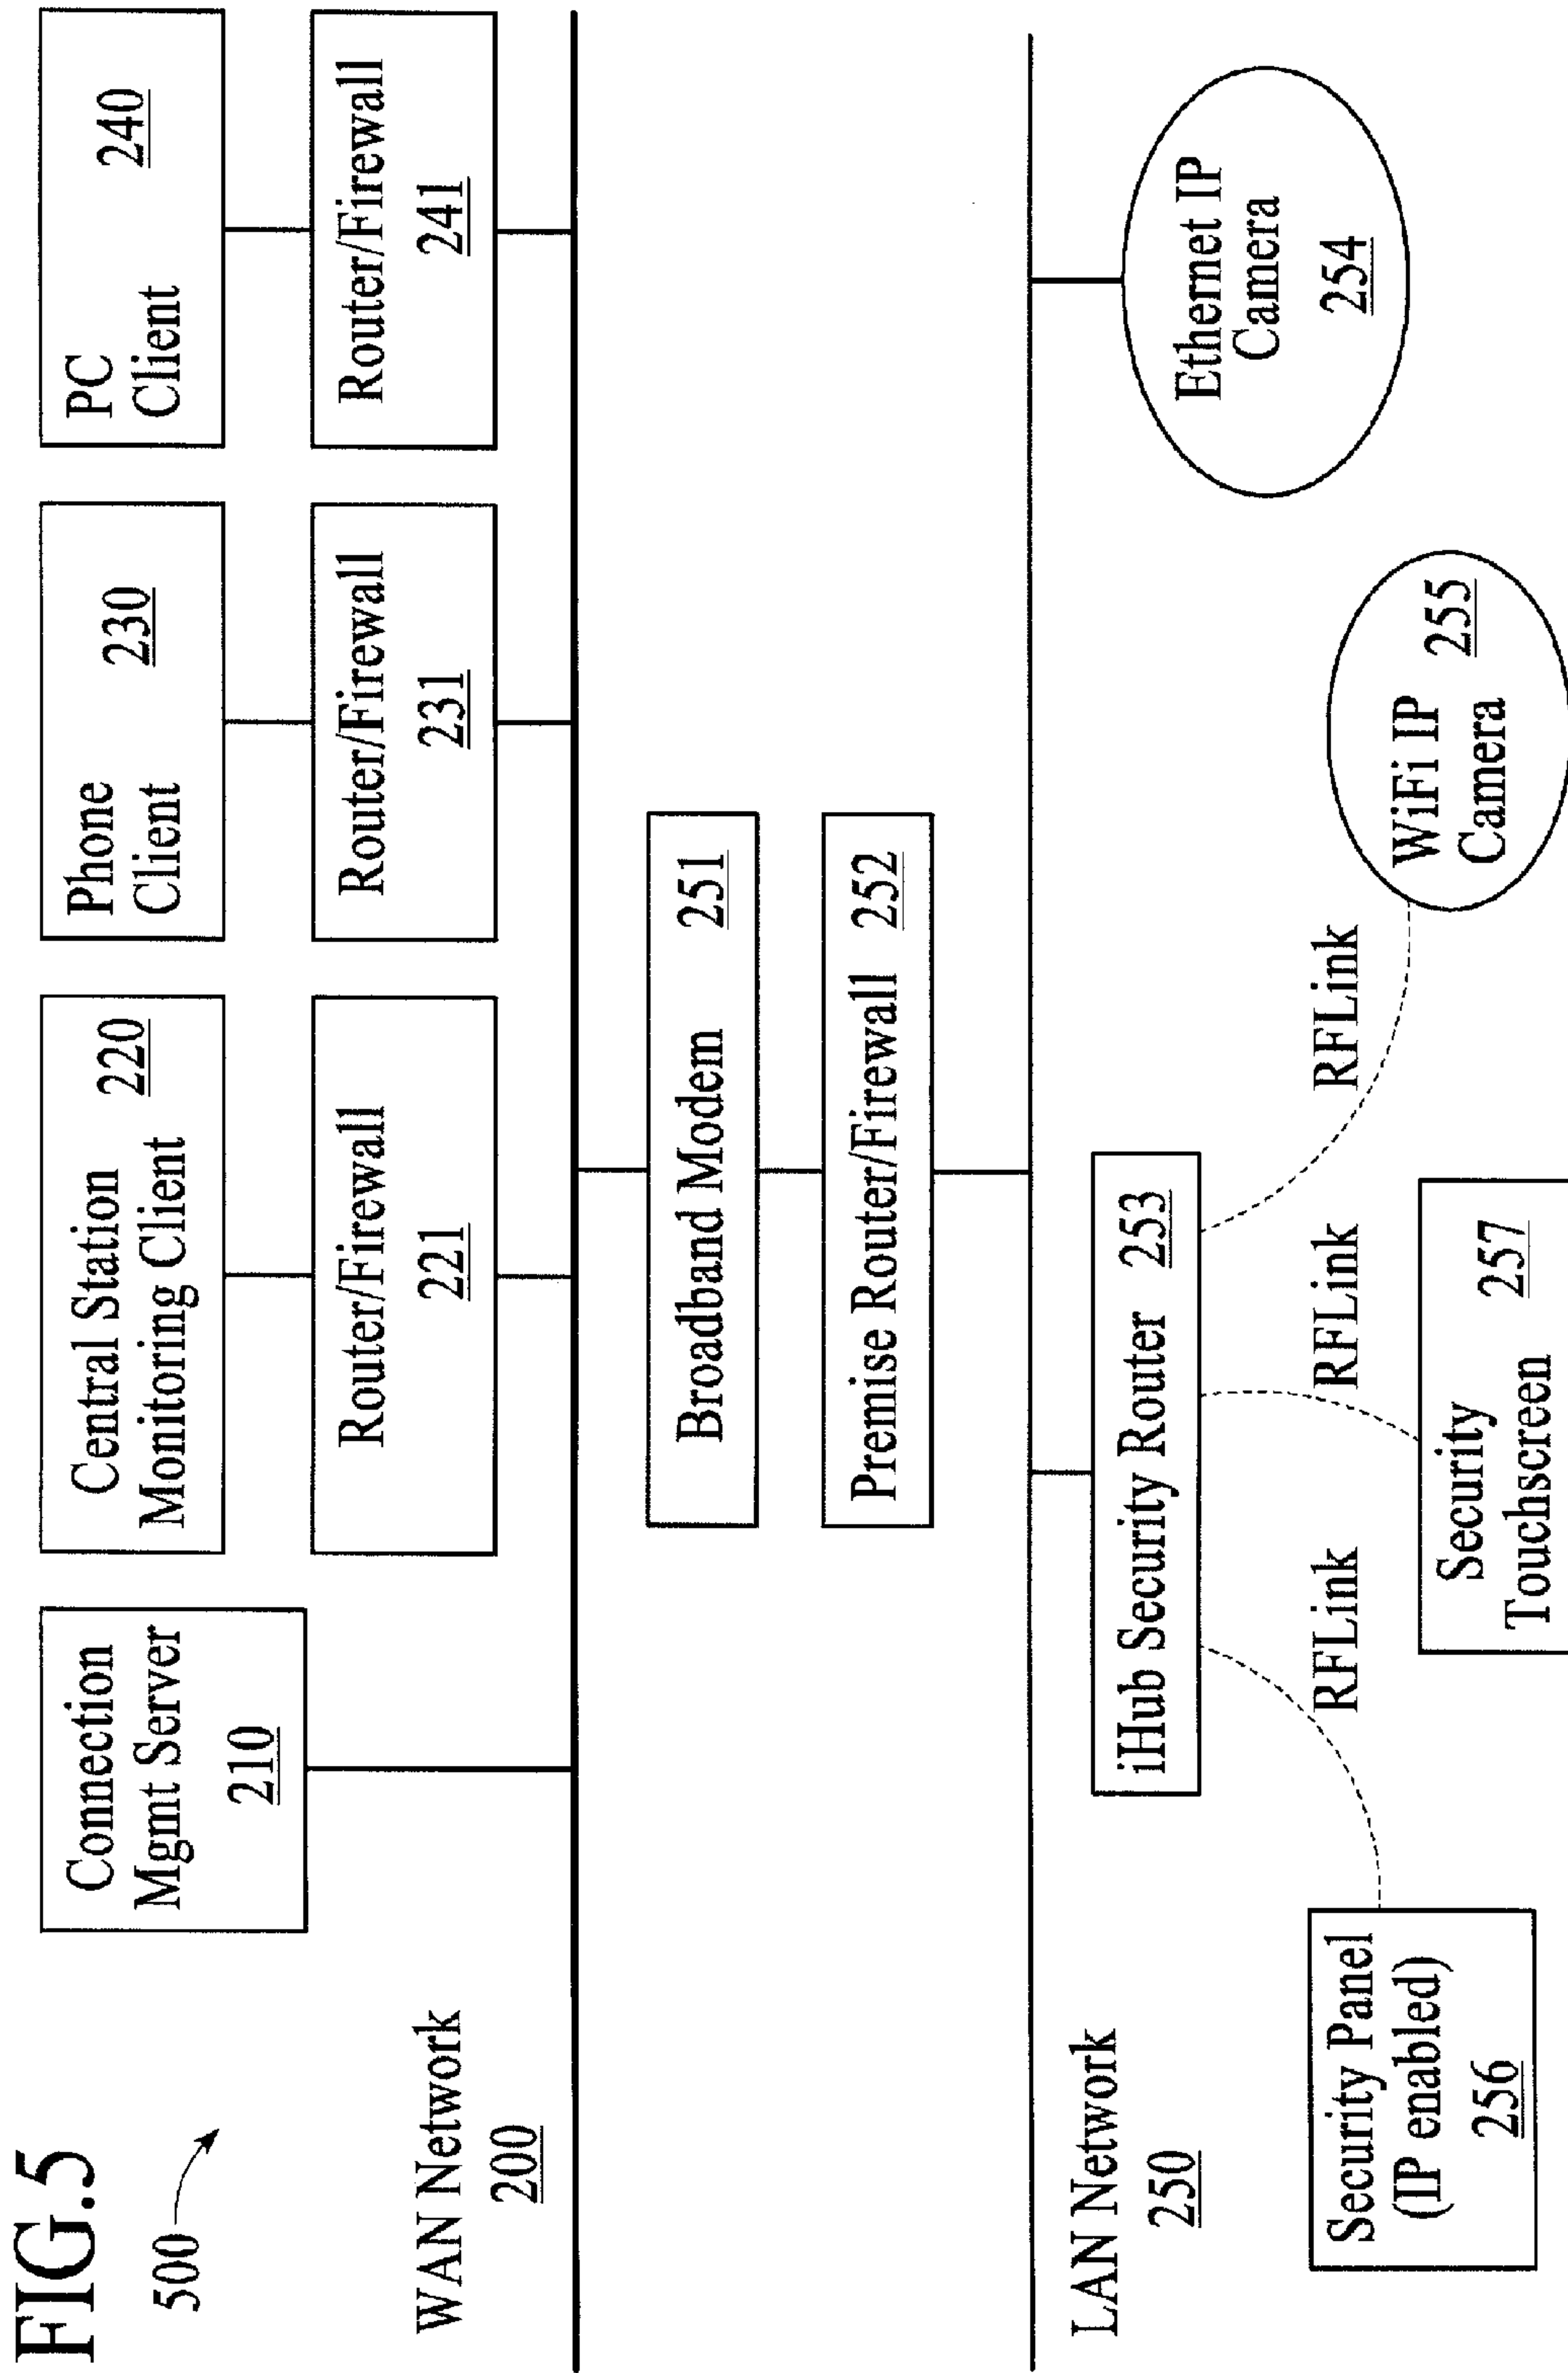 FIG.5
500
Connection
Mgmt Server
210
Central Station
Monitoring Client
220
Phone
Client
230
PC
Client
240
Router/Firewall
221
Router/Firewall
231
Router/Firewall
241
WAN Network
200
Broadband Modem 251
Premise Router/Firewall 252
LAN Network
250
iHub Security Router 253
RFLink
RFLink
RFLink
Security Panel
(IP enabled)
256
Security
Touchscreen
257
WiFi IP
Camera
255
Ethernet IP
Camera
254